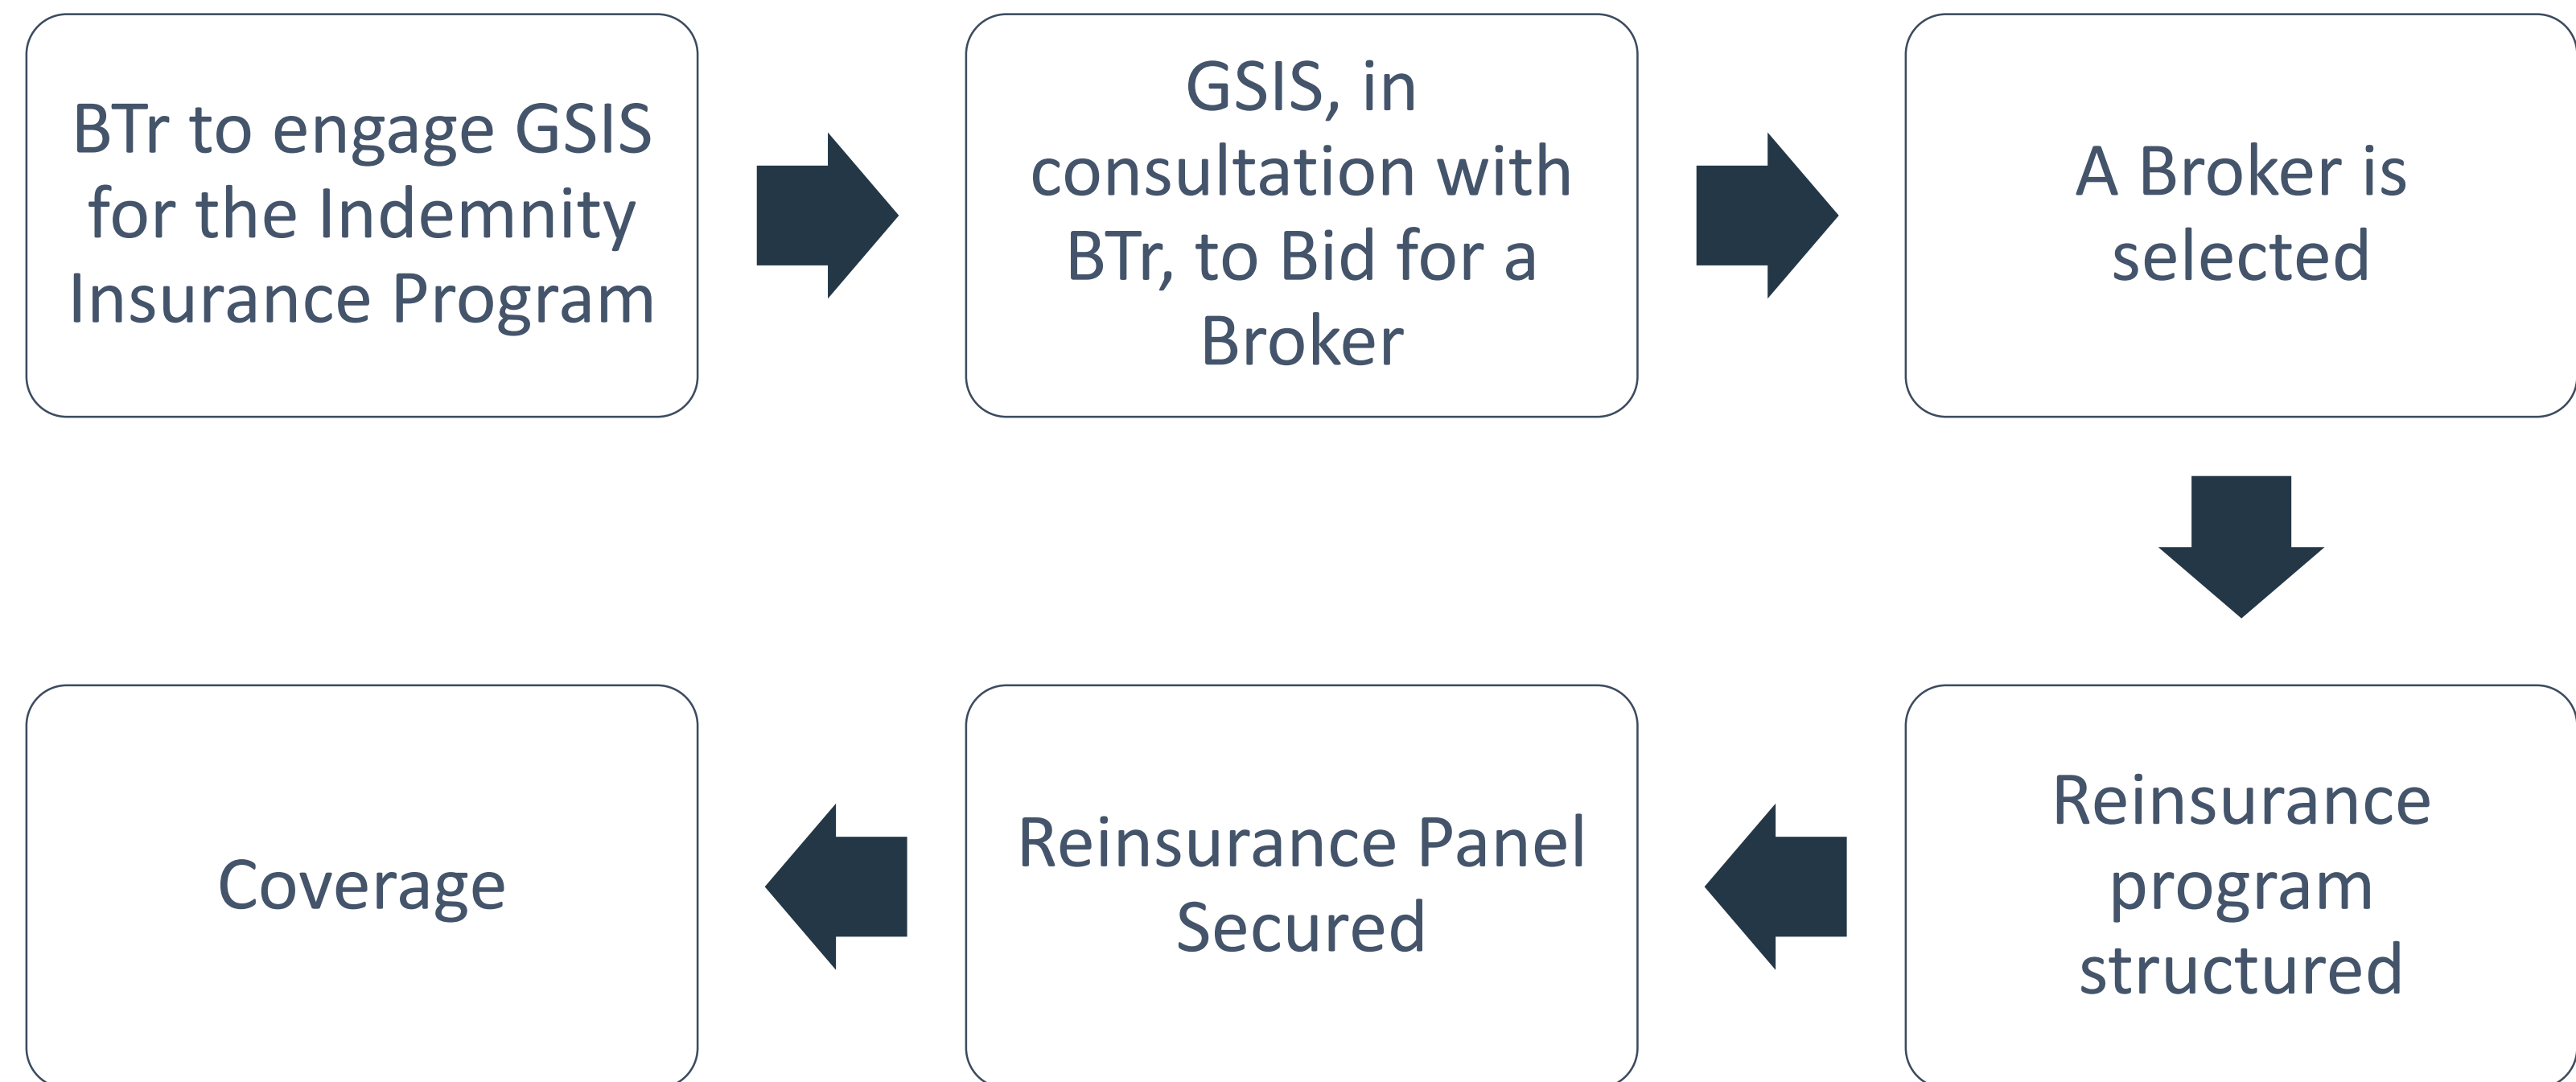 BTr to engage GSIS
for the Indemnity
Insurance Program
GSIS, in
consultation with
BTr, to Bid for a
Broker
A Broker is
selected
Reinsurance
program
structured
Reinsurance Panel
Secured
Coverage